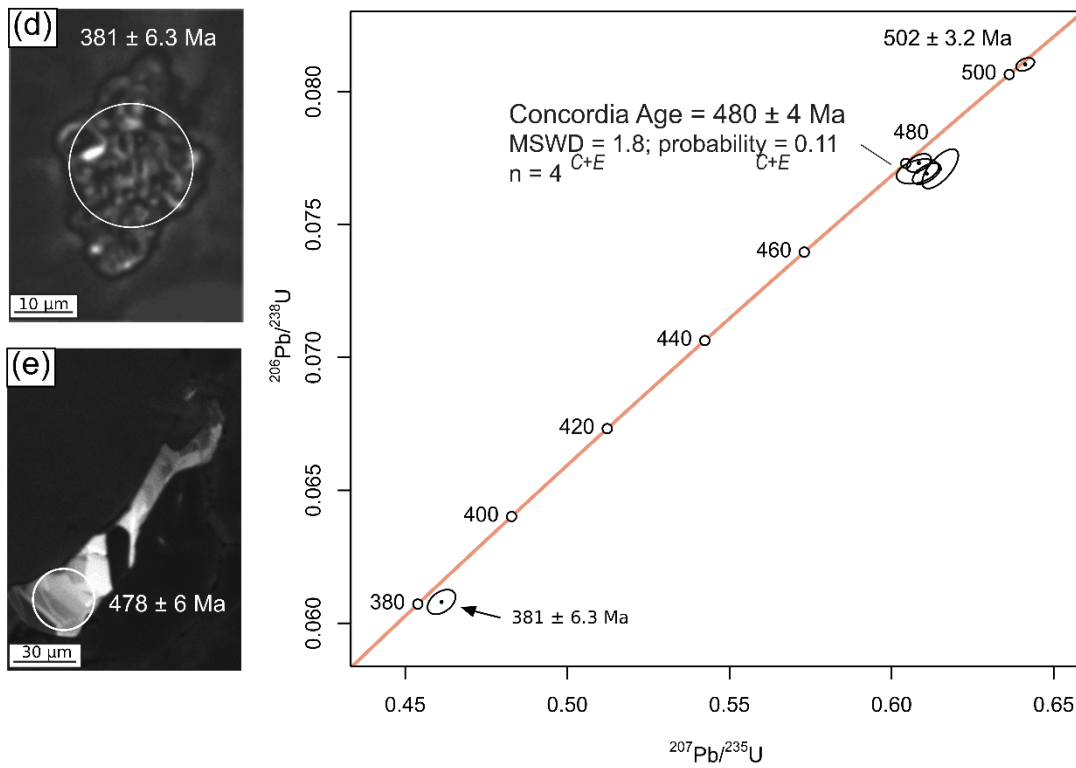 (d)
381 ± 6.3 Ma
10 µm
(e)
478 ± 6 Ma
30 µm
502 ± 3.2 Ma
500
Concordia Age = 480 ± 4 Ma
MSWD = 1.8; probability = 0.11
C+E C+E
n = 4
480
460
440
420
400
380
381 ± 6.3 Ma
0.080
0.075
0.070
0.065
0.060
²⁰⁶Pb/²³⁸U
0.45 0.50 0.55 0.60 0.65
²⁰⁷Pb/²³⁵U